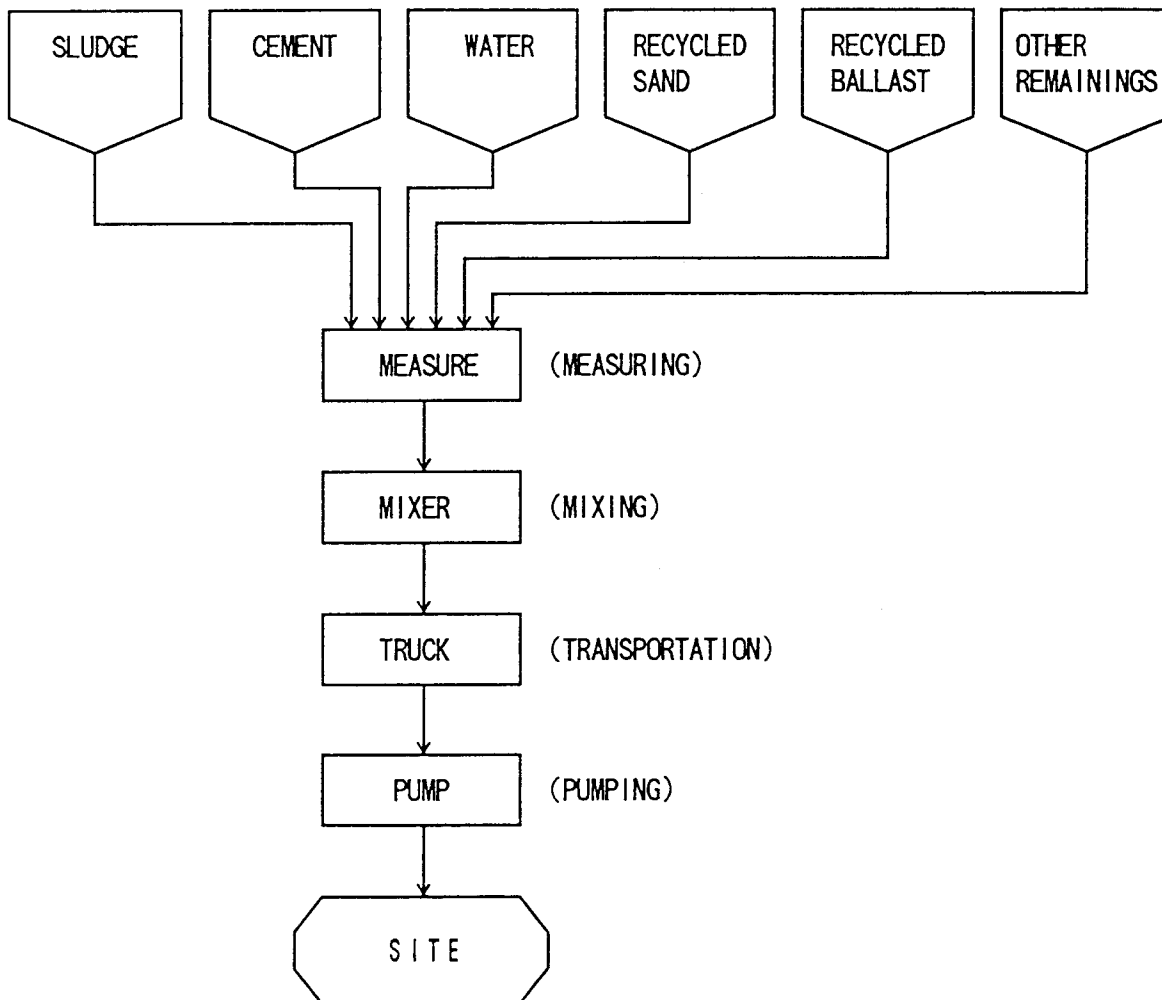 SLUDGE
CEMENT
WATER
RECYCLED
SAND
RECYCLED
BALLAST
OTHER
REMAININGS
MEASURE
(MEASURING)
MIXER
(MIXING)
TRUCK
(TRANSPORTATION)
PUMP
(PUMPING)
SITE